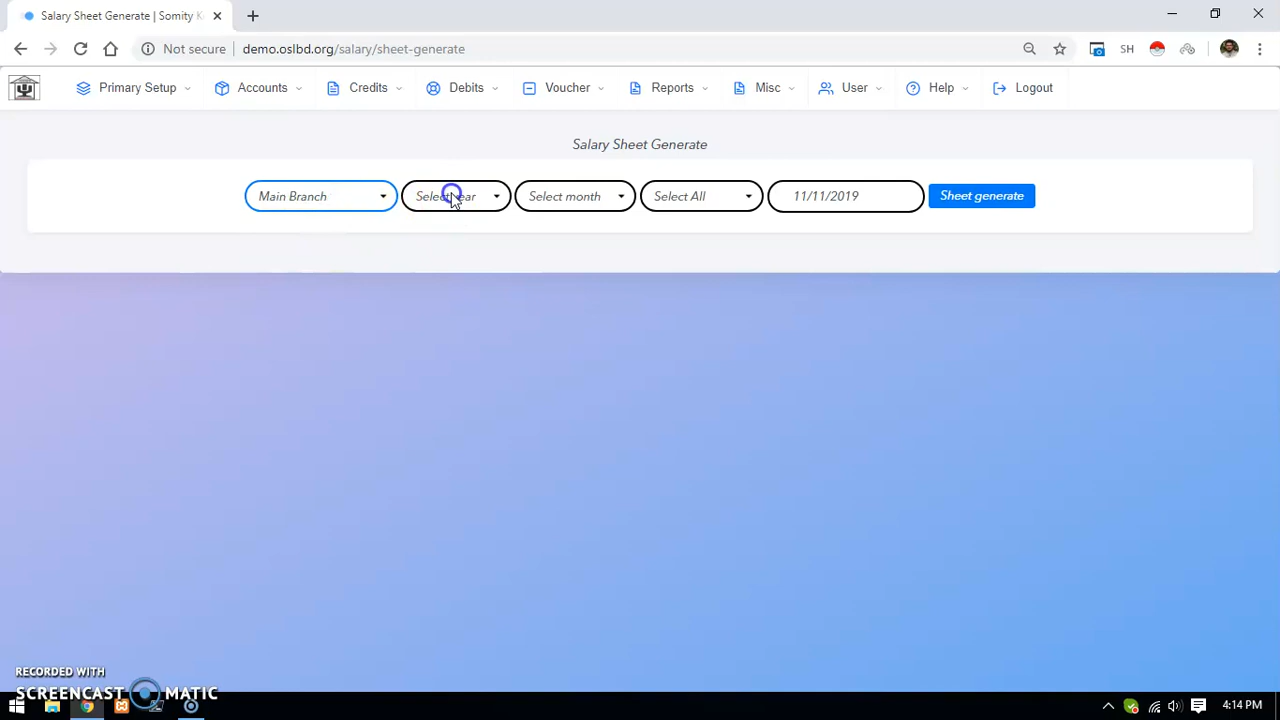 Salary Sheet Generate | Somity K
Not secure
demo.oslbd.org/salary/sheet-generate
SH
Primary Setup
Accounts
Credits
Debits
Voucher
Reports
Misc
User
Help
Logout
Salary Sheet Generate
Main Branch
Select year
Select month
Select All
11/11/2019
Sheet generate
RECORDED WITH
SCREENCAST MATIC
4:14 PM